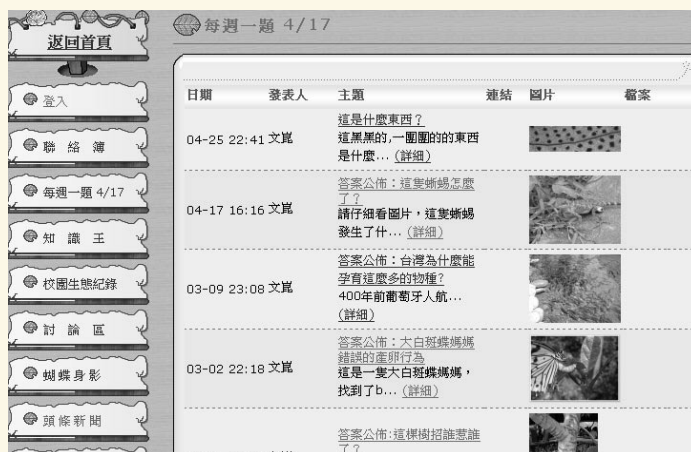 返回首頁
登入
聯絡簿
每週一題 4/17
知識王
校園生態紀錄
討論區
蝴蝶身影
頭條新聞
每週一題 4/17
日期 發表人 主題 連結 圖片 檔案
04-25 22:41 文崑 這是什麼東西？
這黑黑的,一團團的的東西
是什麼... (詳細)
04-17 16:16 文崑 答案公佈：這隻蜥蜴怎麼
了？
請仔細看圖片，這隻蜥蜴
發生了什... (詳細)
03-09 23:08 文崑 答案公佈：台灣為什麼能
孕育這麼多的物種?
400年前葡萄牙人航...
(詳細)
03-02 22:18 文崑 答案公佈：大白斑蝶媽媽
錯誤的產卵行為
這是一隻大白斑蝶媽媽，
找到了b... (詳細)
答案公佈:這棵樹招誰惹誰
了？